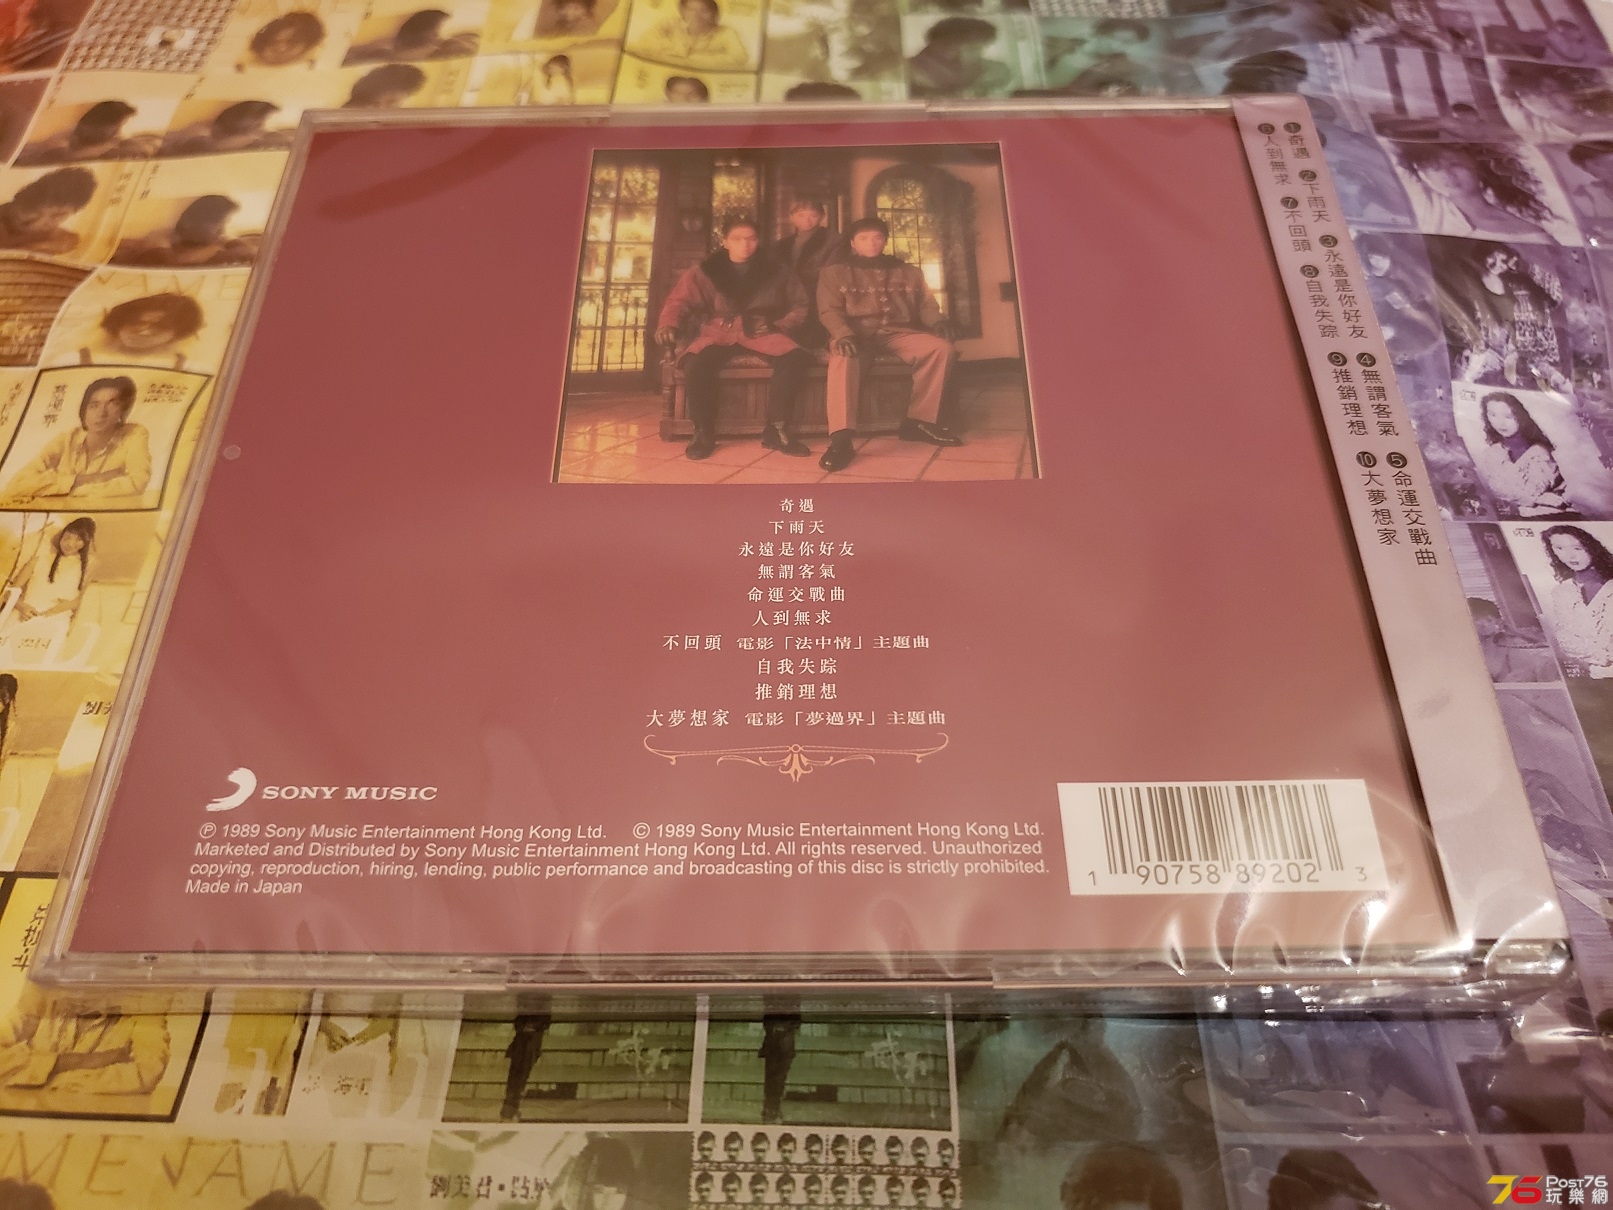 奇遇
下雨天
永遠是你好友
無謂客氣
命運交戰曲
人到無求
不回頭 電影「法中情」主題曲
自我失踪
推銷理想
大夢想家 電影「夢過界」主題曲
SONY MUSIC
℗ 1989 Sony Music Entertainment Hong Kong Ltd. © 1989 Sony Music Entertainment Hong Kong Ltd.
Marketed and Distributed by Sony Music Entertainment Hong Kong Ltd. All rights reserved. Unauthorized
copying, reproduction, hiring, lending, public performance and broadcasting of this disc is strictly prohibited.
Made in Japan
1 90758 89202 3
①奇遇 ②下雨天 ③永遠是你好友 ④無謂客氣 ⑤命運交戰曲
⑥人到無求 ⑦不回頭 ⑧自我失踪 ⑨推銷理想 ⑩大夢想家
NAME
劉美君
76 Post76
玩樂網